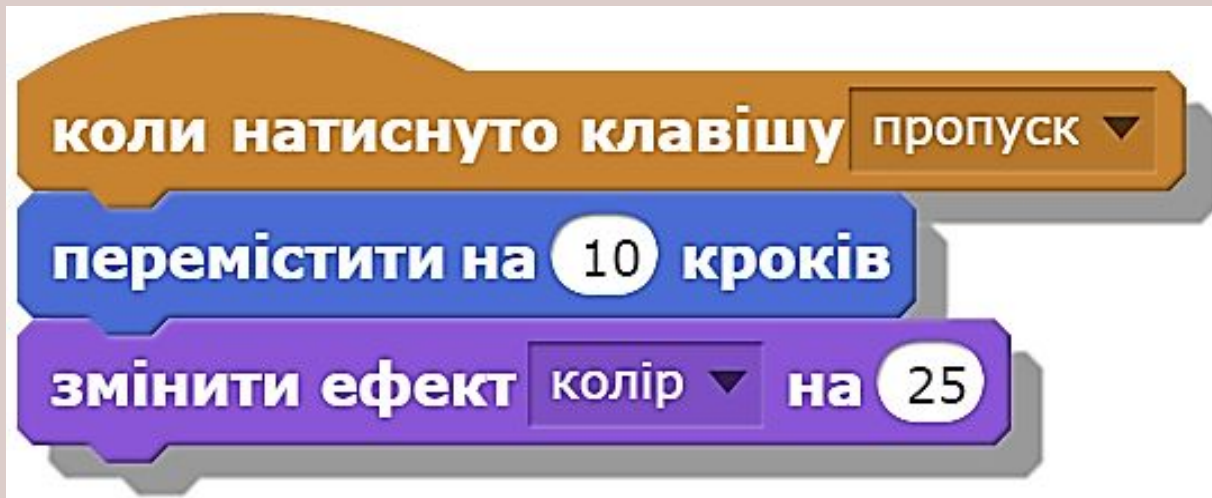 коли натиснуто клавішу пропуск
перемістити на 10 кроків
змінити ефект колір на 25